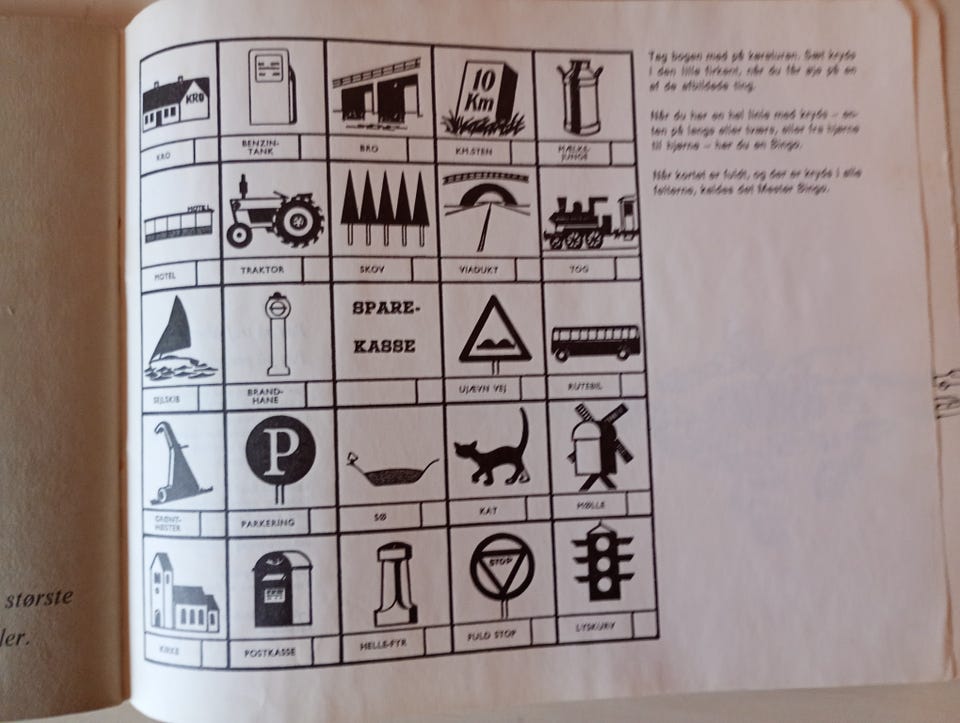 KRO
10
Km
KRO
BENZIN-
TANK
BRO
KM.STEN
MÆLKE-
JUNGE
MOTEL
MOTEL
TRAKTOR
SKOV
VIADUKT
TOG
SPARE-
KASSE
SEJLSKIB
BRAND-
HANE
UJÆVN VEJ
RUTEBIL
P
GRØNT-
HØSTER
PARKERING
SØ
KAT
MØLLE
STOP
KIRKE
POSTKASSE
HELLE-FYR
FULD STOP
LYSKURV
Tag bogen med på køreturen. Sæt kryds
i den lille firkant, når du får øje på en
af de afbildede ting.
Når du har en hel linie med kryds – en-
ten på langs eller tværs, eller fra hjørne
til hjørne – har du en Bingo.
Når kortet er fuldt, og der er kryds i alle
felterne, kaldes det Mester Bingo.
største
ler.